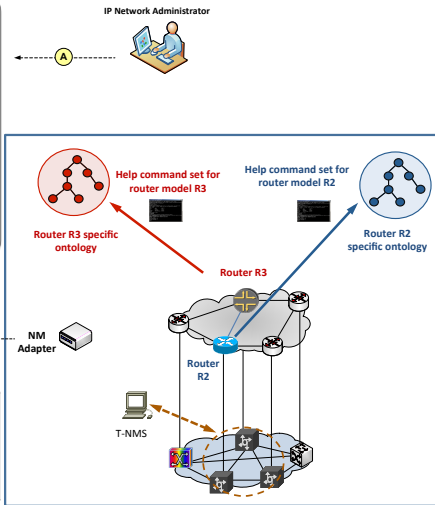 IP Network Administrator
A
Help command set for
router model R3
Help command set for
router model R2
Router R3 specific
ontology
Router R2
specific ontology
Router R3
NM
Adapter
Router
R2
T-NMS